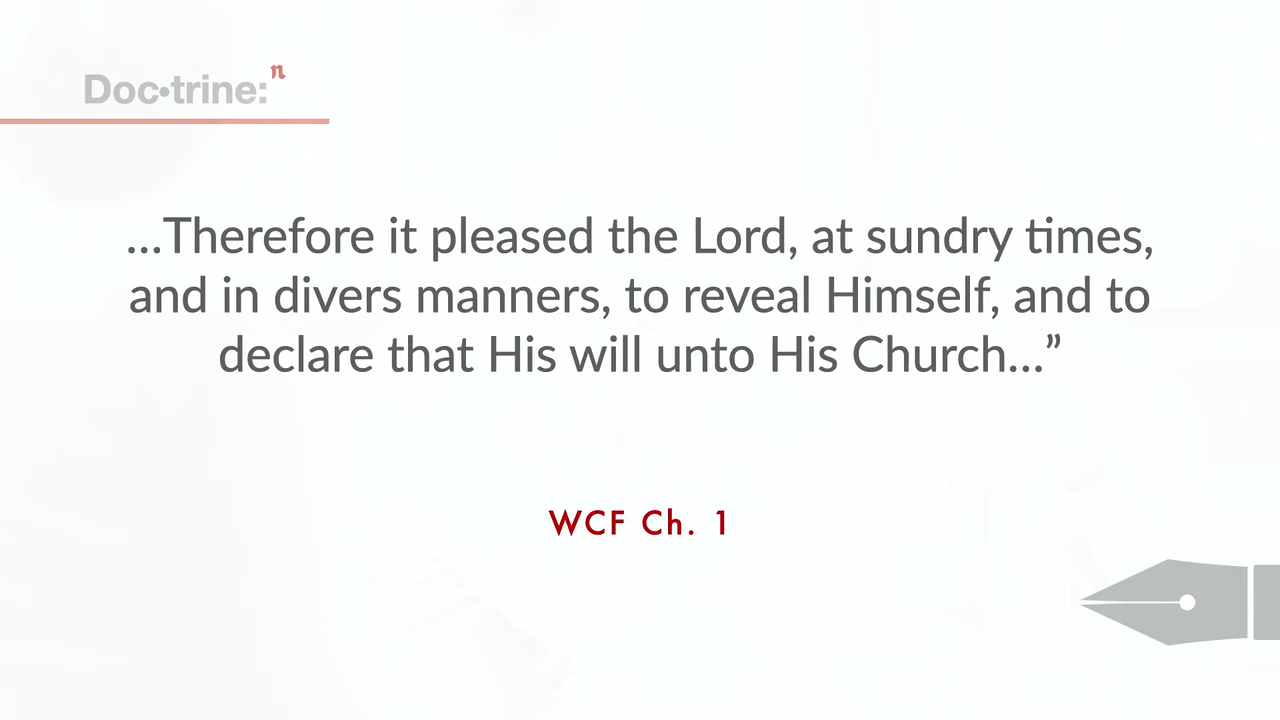 Doc•trine:n
...Therefore it pleased the Lord, at sundry times,
and in divers manners, to reveal Himself, and to
declare that His will unto His Church...”
WCF Ch. 1